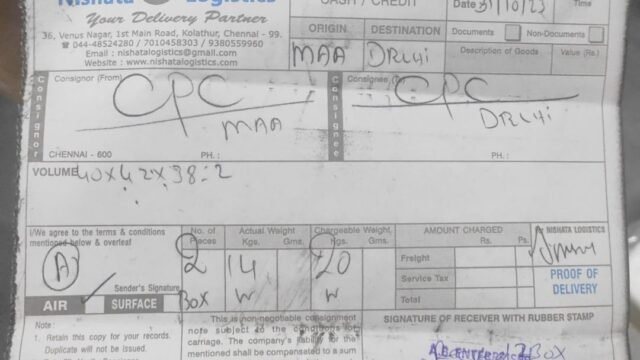 Nishata Logistics
Your Delivery Partner
36, Venus Nagar, 1st Main Road, Kolathur, Chennai - 99.
☎ 044-48524280 / 7010458303 / 9380559960
Email : nishatalogistics@gmail.com
Website : www.nishatalogistics.com
CASH / CREDIT
Date 31/10/23
Time
ORIGIN DESTINATION
MAA DRLHi
Documents Non-Documents
Description of Goods Value (Rs.)
Consignor
Consignor (From)
CPC
MAA
CHENNAI - 600 PH. :
Consignee
Consignee (To)
CPC
DRLHi
PH. :
VOLUME 40X42X38:2
I/We agree to the terms & conditions
mentioned below & overleaf
A
Sender's Signature
AIR ✓ SURFACE
No. of Pieces
2
BOX
Actual Weight
Kgs. Gms.
14
W
Chargeable Weight
Kgs. Gms.
20
W
AMOUNT CHARGED
Rs. Ps.
Freight
Service Tax
Total
NISHATA LOGISTICS
PROOF OF
DELIVERY
Note :
1. Retain this copy for your records.
Duplicate will not be issued.
This is non-negotiable consignment
note subject to the conditions for
carriage. The company's liability for
mentioned shall be compensated to a sum
SIGNATURE OF RECEIVER WITH RUBBER STAMP
BOX